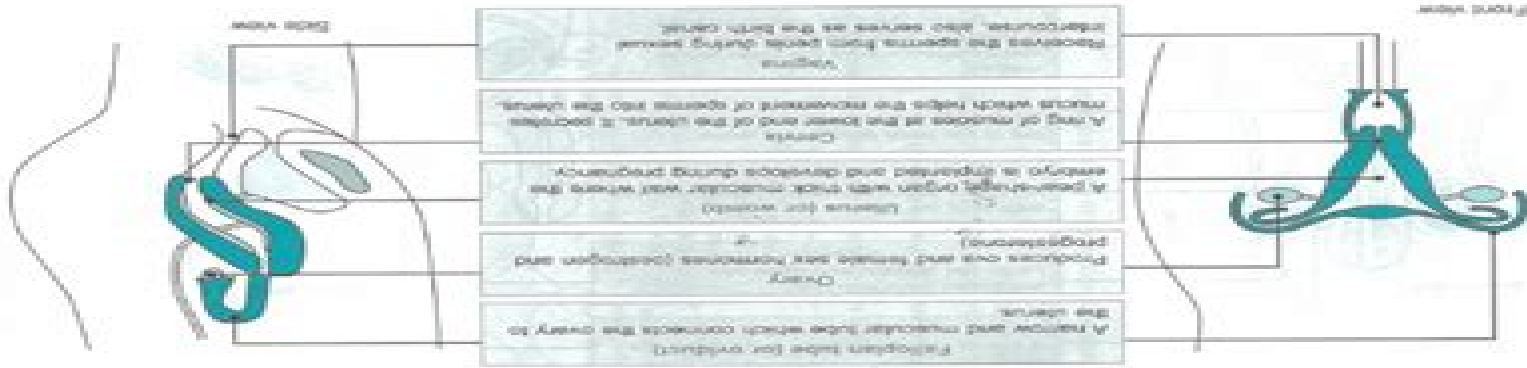 Fallopian tube (or oviduct)
A narrow and muscular tube which connects the ovary to
the uterus.
Ovary
Produces ova and female sex hormones (oestrogen and
progesterone)
Uterus (or womb)
A pear-shaped organ with thick muscular wall where the
embryo is implanted and develops during pregnancy
Cervix
A ring of muscles at the lower end of the uterus. It secretes
mucus which helps the movement of sperms into the uterus.
Vagina
Receives the sperms from penis during sexual
intercourse, also serves as the birth canal.
Front view
Side view